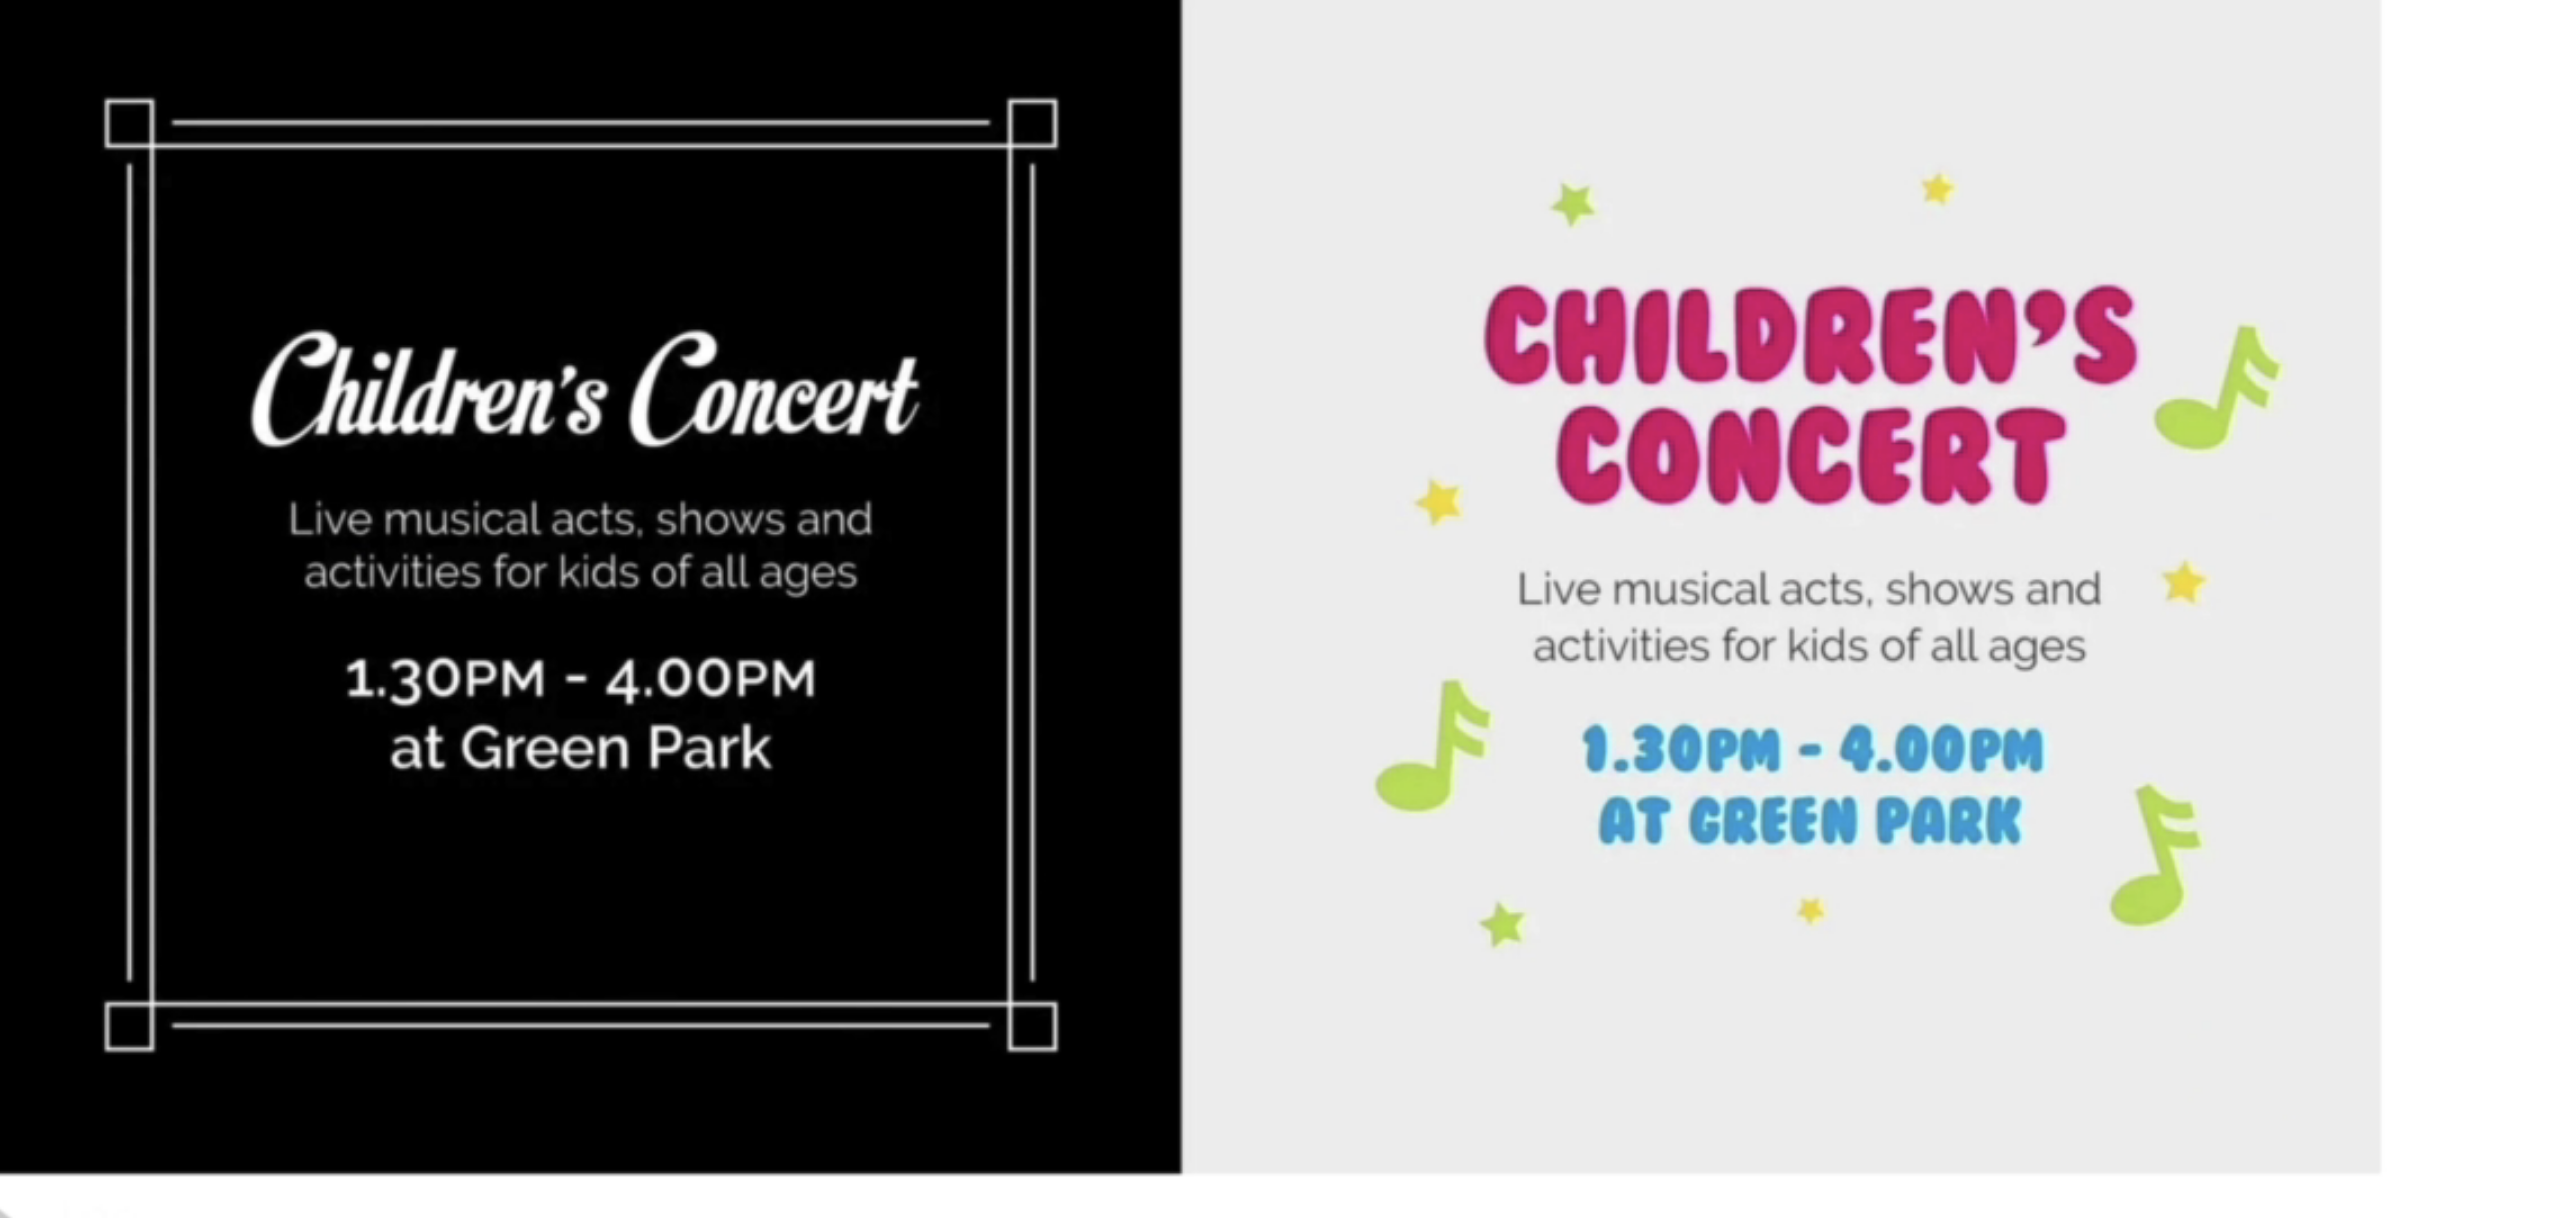 Children's Concert
Live musical acts, shows and
activities for kids of all ages
1.30PM - 4.00PM
at Green Park
CHILDREN'S
CONCERT
Live musical acts, shows and
activities for kids of all ages
1.30PM - 4.00PM
AT GREEN PARK